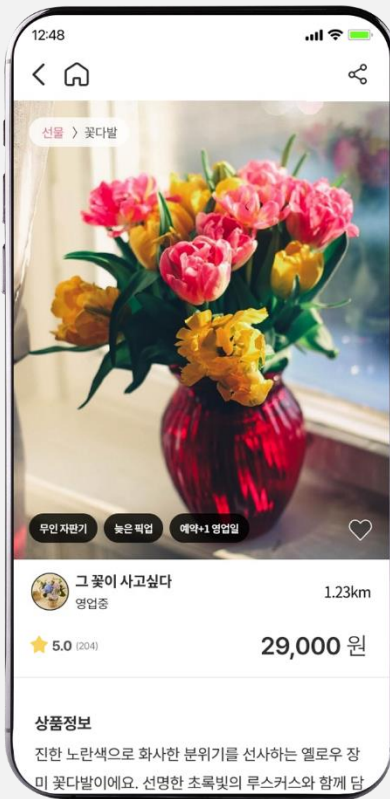 12:48
선물 > 꽃다발
무인 자판기 늦은 픽업 예약+1 영업일
그 꽃이 사고싶다
영업중
1.23km
5.0 (204)
29,000 원
상품정보
진한 노란색으로 화사한 분위기를 선사하는 옐로우 장
미 꽃다발이에요. 선명한 초록빛의 루스커스와 함께 담